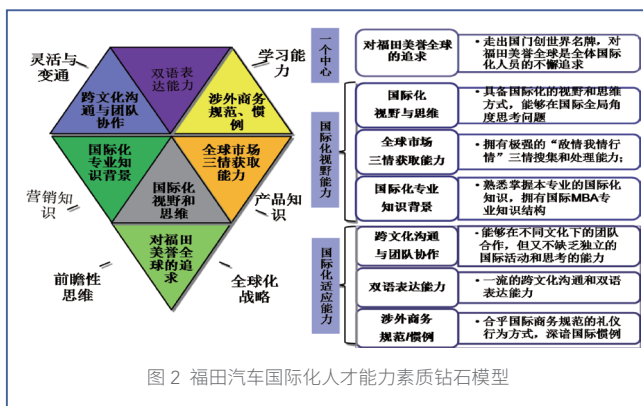 灵活与
变通
双语表
达能力
学习能
力
跨文化沟
通与团队
协作
涉外商务
规范、惯
例
国际化
专业知
识背景
全球市场
三情获取
能力
营销知识
国际化
视野和
思维
产品知
识
对福田
美誉全
球的追
求
前瞻性
思维
全球化
战略
一个中心
对福田美誉全球
的追求
·走出国门创世界名牌，对
福田美誉全球是全体国际
化人员的不懈追求
国际化视野能力
国际化
视野与思维
·具备国际化的视野和思维
方式，能够在国际全局角
度思考问题
全球市场
三情获取能力
·拥有极强的“敌情我情行
情”三情搜集和处理能力；
国际化专业
知识背景
·熟悉掌握本专业的国际化
知识，拥有国际MBA专
业知识结构
国际化适应能力
跨文化沟通
与团队协作
·能够在不同文化下的团队
合作，但又不缺乏独立的
国际活动和思考的能力
双语表达能力
·一流的跨文化沟通和双语
表达能力
涉外商务
规范/惯例
·合乎国际商务规范的礼仪
行为方式，深谙国际惯例
图 2 福田汽车国际化人才能力素质钻石模型